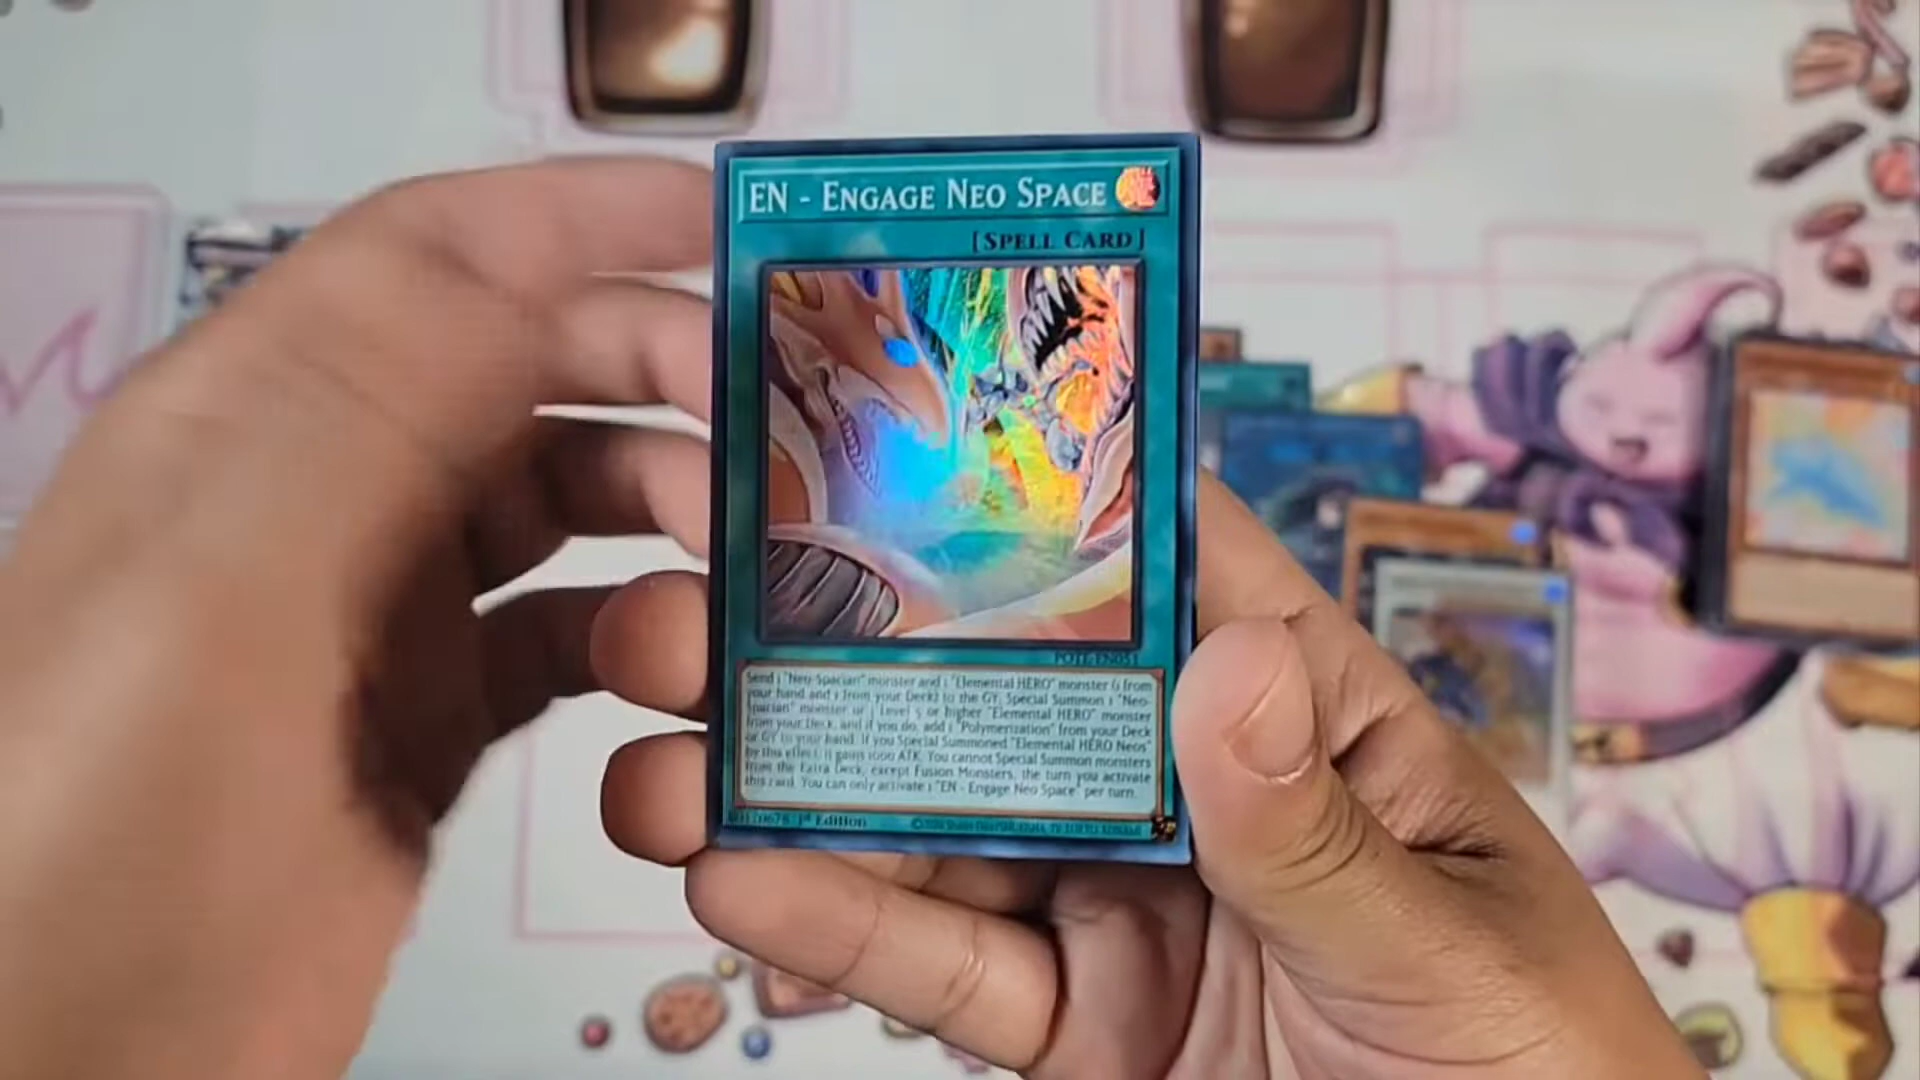 EN - ENGAGE NEO SPACE
[SPELL CARD]
POTE-EN051
Send 1 "Neo-Spacian" monster and 1 "Elemental HERO" monster (1 from
your hand and 1 from your Deck) to the GY; Special Summon 1 "Neo-
Spacian" monster or 1 Level 5 or higher "Elemental HERO" monster
from your Deck, and if you do, add 1 "Polymerization" from your Deck
or GY to your hand. If you Special Summoned "Elemental HERO Neos"
by this effect, it gains 1000 ATK. You cannot Special Summon monsters
from the Extra Deck, except Fusion Monsters, the turn you activate
this card. You can only activate 1 "EN - Engage Neo Space" per turn.
1st Edition